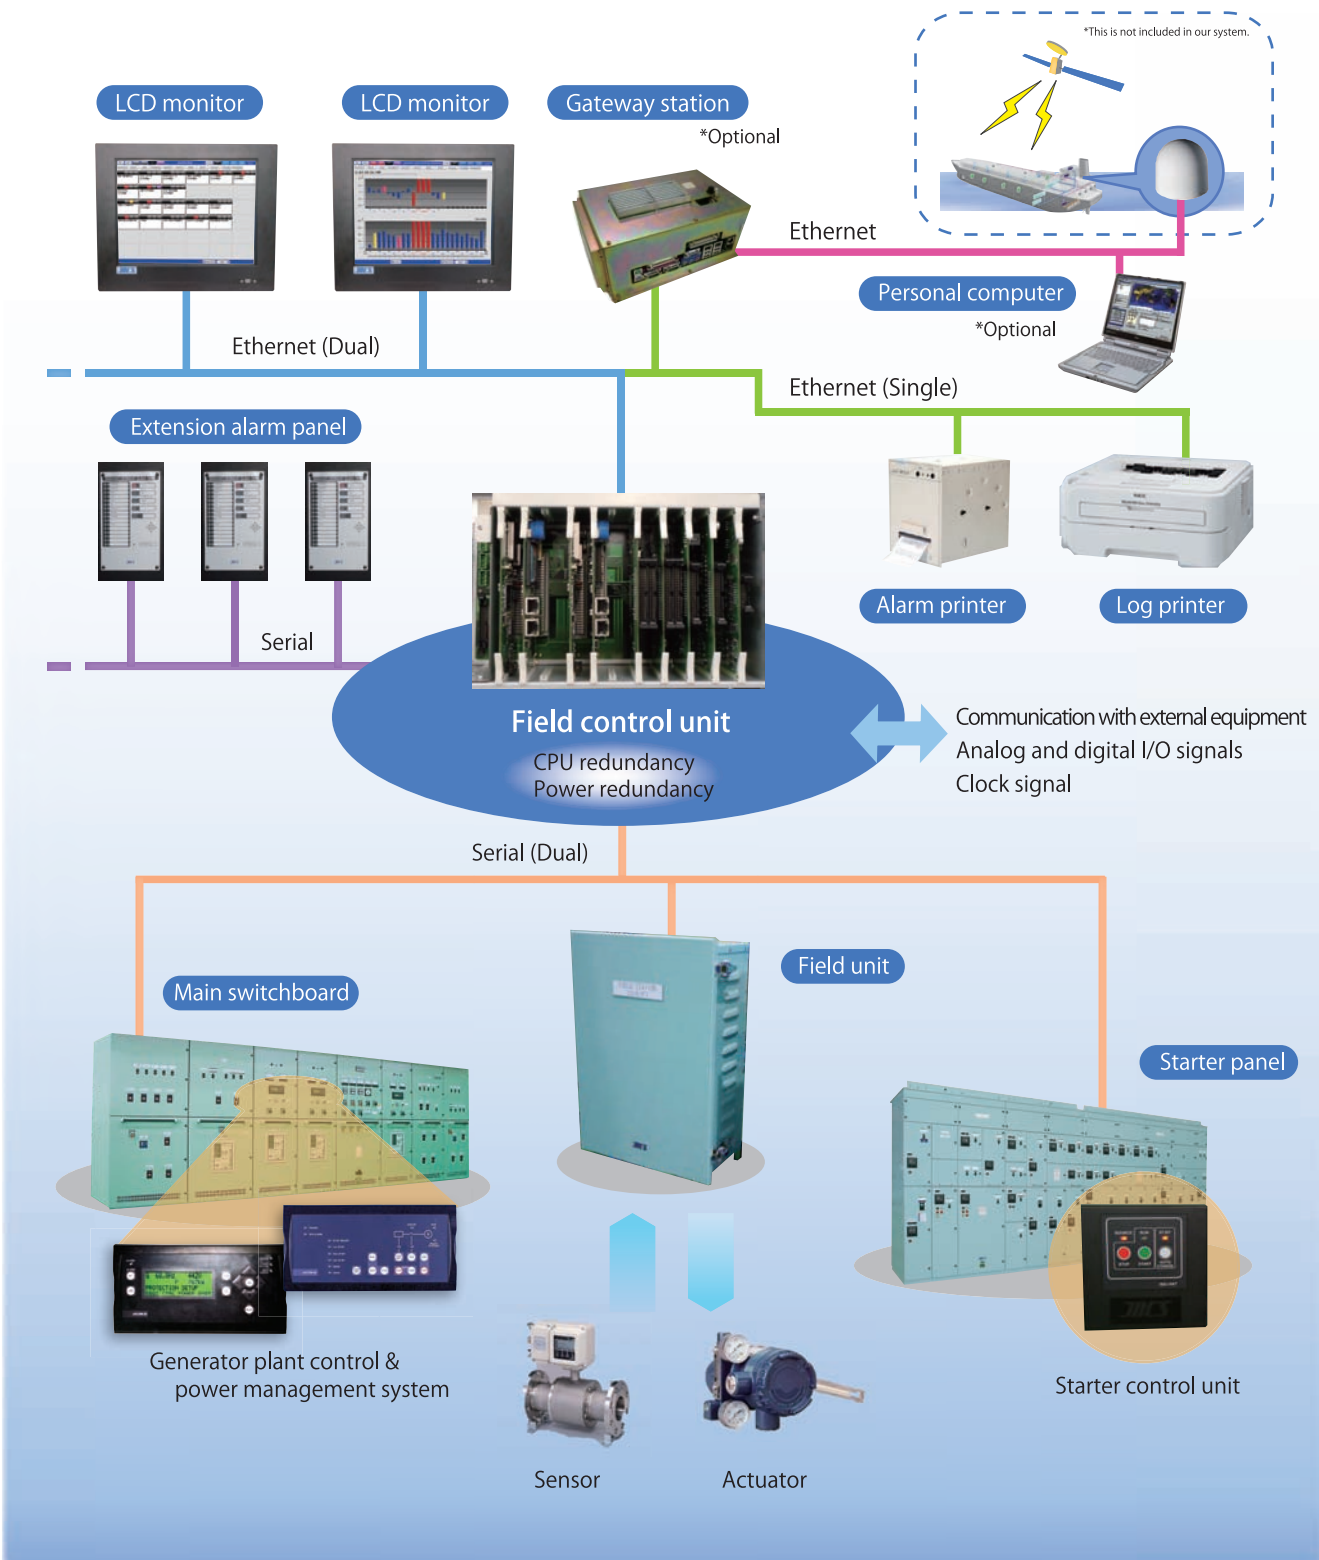 *This is not included in our system.
LCD monitor
LCD monitor
Gateway station
*Optional
Ethernet
Personal computer
*Optional
Ethernet (Dual)
Ethernet (Single)
Extension alarm panel
Alarm printer
Log printer
Serial
Field control unit
CPU redundancy
Power redundancy
Communication with external equipment
Analog and digital I/O signals
Clock signal
Serial (Dual)
Field unit
Main switchboard
Starter panel
Generator plant control &
power management system
Starter control unit
Sensor
Actuator